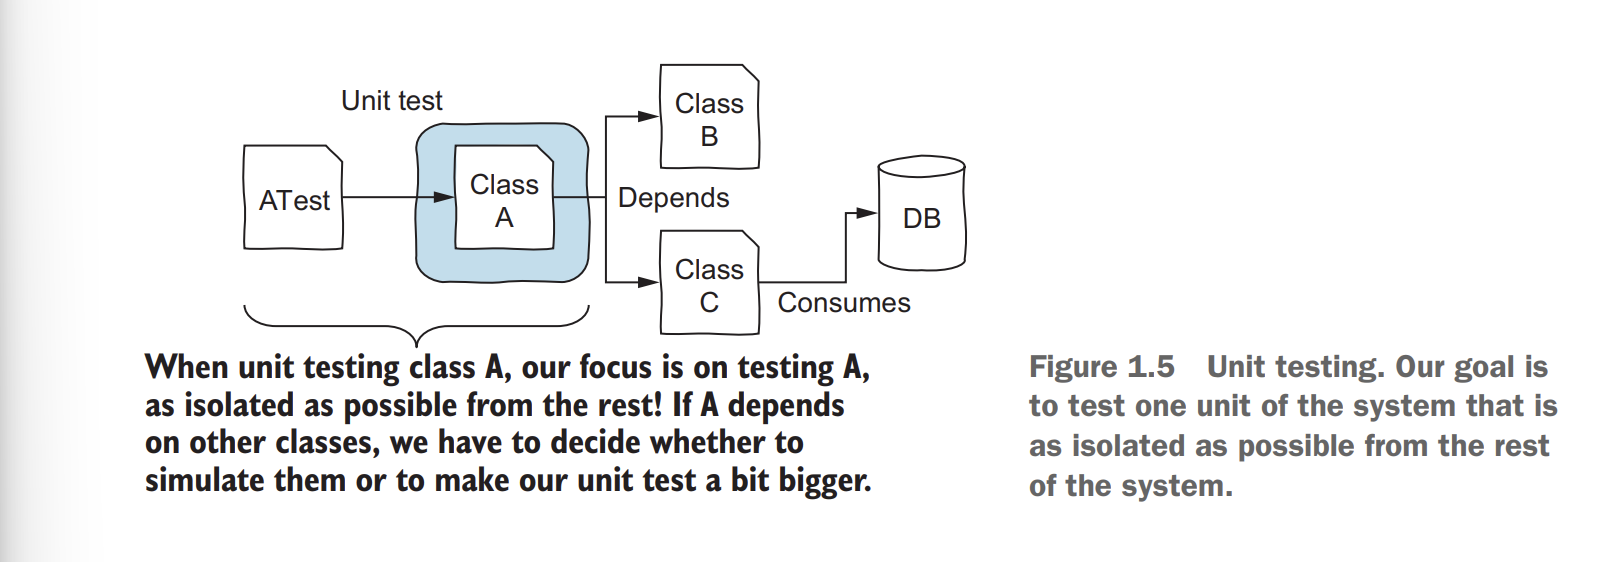 Unit test
ATest
Class
A
Depends
Class
B
Class
C
Consumes
DB
When unit testing class A, our focus is on testing A,
as isolated as possible from the rest! If A depends
on other classes, we have to decide whether to
simulate them or to make our unit test a bit bigger.
Figure 1.5 Unit testing. Our goal is
to test one unit of the system that is
as isolated as possible from the rest
of the system.